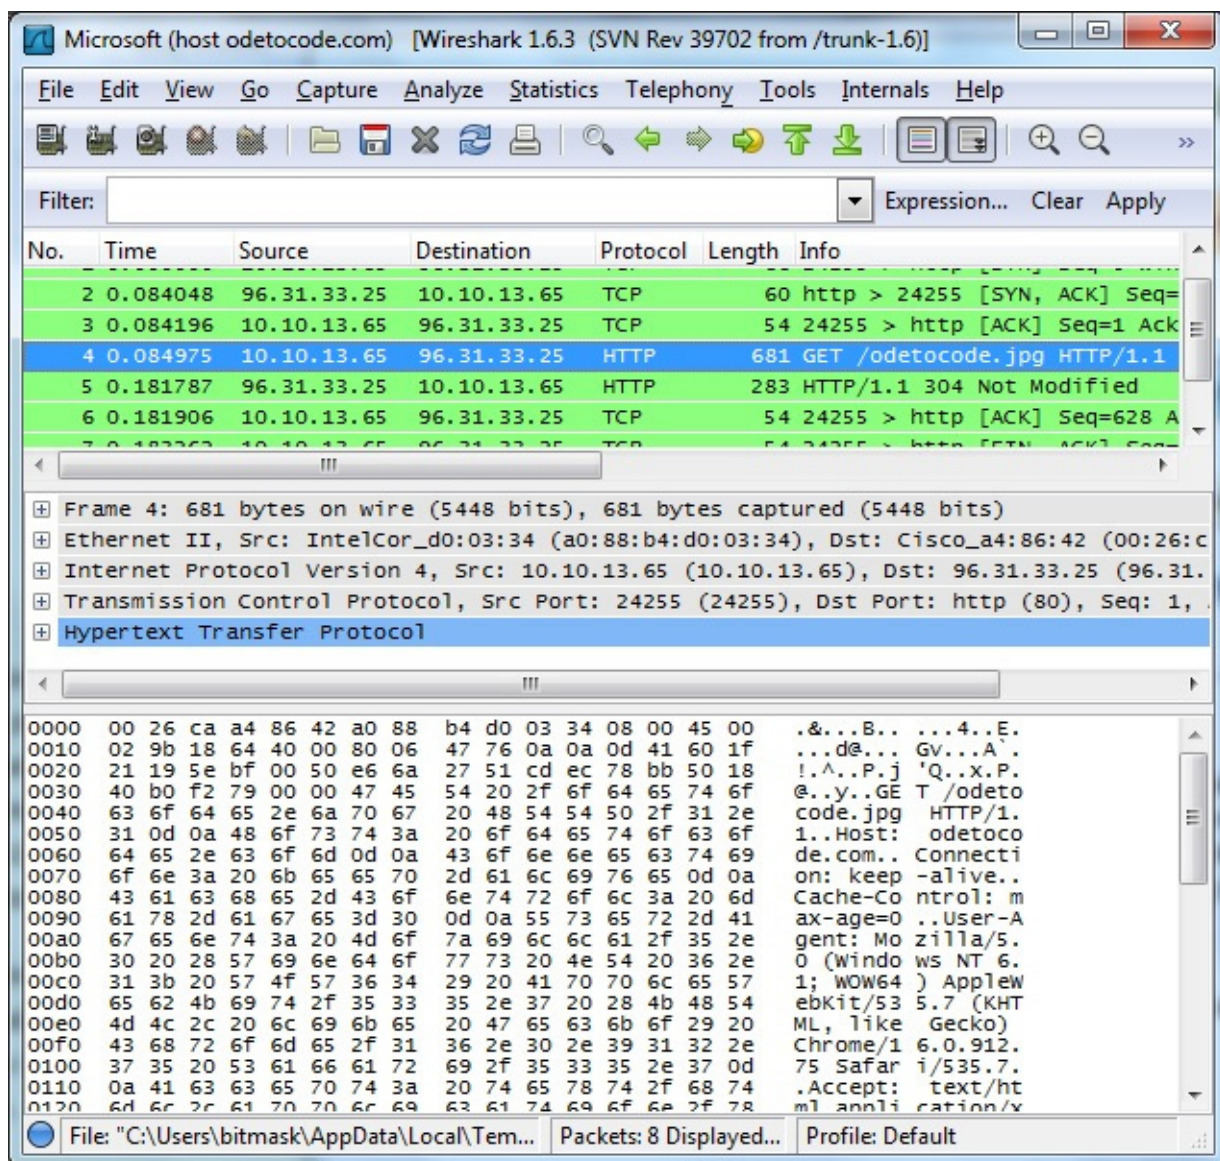 Microsoft (host odetocode.com) [Wireshark 1.6.3 (SVN Rev 39702 from /trunk-1.6)]
File Edit View Go Capture Analyze Statistics Telephony Tools Internals Help
Filter: Expression... Clear Apply
No. Time Source Destination Protocol Length Info
2 0.084048 96.31.33.25 10.10.13.65 TCP 60 http > 24255 [SYN, ACK] Seq=
3 0.084196 10.10.13.65 96.31.33.25 TCP 54 24255 > http [ACK] Seq=1 Ack
4 0.084975 10.10.13.65 96.31.33.25 HTTP 681 GET /odetocode.jpg HTTP/1.1
5 0.181787 96.31.33.25 10.10.13.65 HTTP 283 HTTP/1.1 304 Not Modified
6 0.181906 10.10.13.65 96.31.33.25 TCP 54 24255 > http [ACK] Seq=628 A
Frame 4: 681 bytes on wire (5448 bits), 681 bytes captured (5448 bits)
Ethernet II, Src: IntelCor_d0:03:34 (a0:88:b4:d0:03:34), Dst: Cisco_a4:86:42 (00:26:c
Internet Protocol Version 4, Src: 10.10.13.65 (10.10.13.65), Dst: 96.31.33.25 (96.31.
Transmission Control Protocol, Src Port: 24255 (24255), Dst Port: http (80), Seq: 1, .
Hypertext Transfer Protocol
0000 00 26 ca a4 86 42 a0 88 b4 d0 03 34 08 00 45 00 .&...B.. ...4..E.
0010 02 9b 18 64 40 00 80 06 47 76 0a 0a 0d 41 60 1f ...d@... Gv...A`.
0020 21 19 5e bf 00 50 e6 6a 27 51 cd ec 78 bb 50 18 !.^..P.j 'Q..x.P.
0030 40 b0 f2 79 00 00 47 45 54 20 2f 6f 64 65 74 6f @..y..GE T /odeto
0040 63 6f 64 65 2e 6a 70 67 20 48 54 54 50 2f 31 2e code.jpg HTTP/1.
0050 31 0d 0a 48 6f 73 74 3a 20 6f 64 65 74 6f 63 6f 1..Host: odetoco
0060 64 65 2e 63 6f 6d 0d 0a 43 6f 6e 6e 65 63 74 69 de.com.. Connecti
0070 6f 6e 3a 20 6b 65 65 70 2d 61 6c 69 76 65 0d 0a on: keep -alive..
0080 43 61 63 68 65 2d 43 6f 6e 74 72 6f 6c 3a 20 6d Cache-Co ntrol: m
0090 61 78 2d 61 67 65 3d 30 0d 0a 55 73 65 72 2d 41 ax-age=0 ..User-A
00a0 67 65 6e 74 3a 20 4d 6f 7a 69 6c 6c 61 2f 35 2e gent: Mo zilla/5.
00b0 30 20 28 57 69 6e 64 6f 77 73 20 4e 54 20 36 2e 0 (Windo ws NT 6.
00c0 31 3b 20 57 4f 57 36 34 29 20 41 70 70 6c 65 57 1; WOW64 ) AppleW
00d0 65 62 4b 69 74 2f 35 33 35 2e 37 20 28 4b 48 54 ebKit/53 5.7 (KHT
00e0 4d 4c 2c 20 6c 69 6b 65 20 47 65 63 6b 6f 29 20 ML, like Gecko)
00f0 43 68 72 6f 6d 65 2f 31 36 2e 30 2e 39 31 32 2e Chrome/1 6.0.912.
0100 37 35 20 53 61 66 61 72 69 2f 35 33 35 2e 37 0d 75 Safar i/535.7.
0110 0a 41 63 63 65 70 74 3a 20 74 65 78 74 2f 68 74 .Accept: text/ht
0120 6d 6c 2c 61 70 70 6c 69 63 61 74 69 6f 6e 2f 78 ml,appli cation/x
File: "C:\Users\bitmask\AppData\Local\Tem... Packets: 8 Displayed... Profile: Default